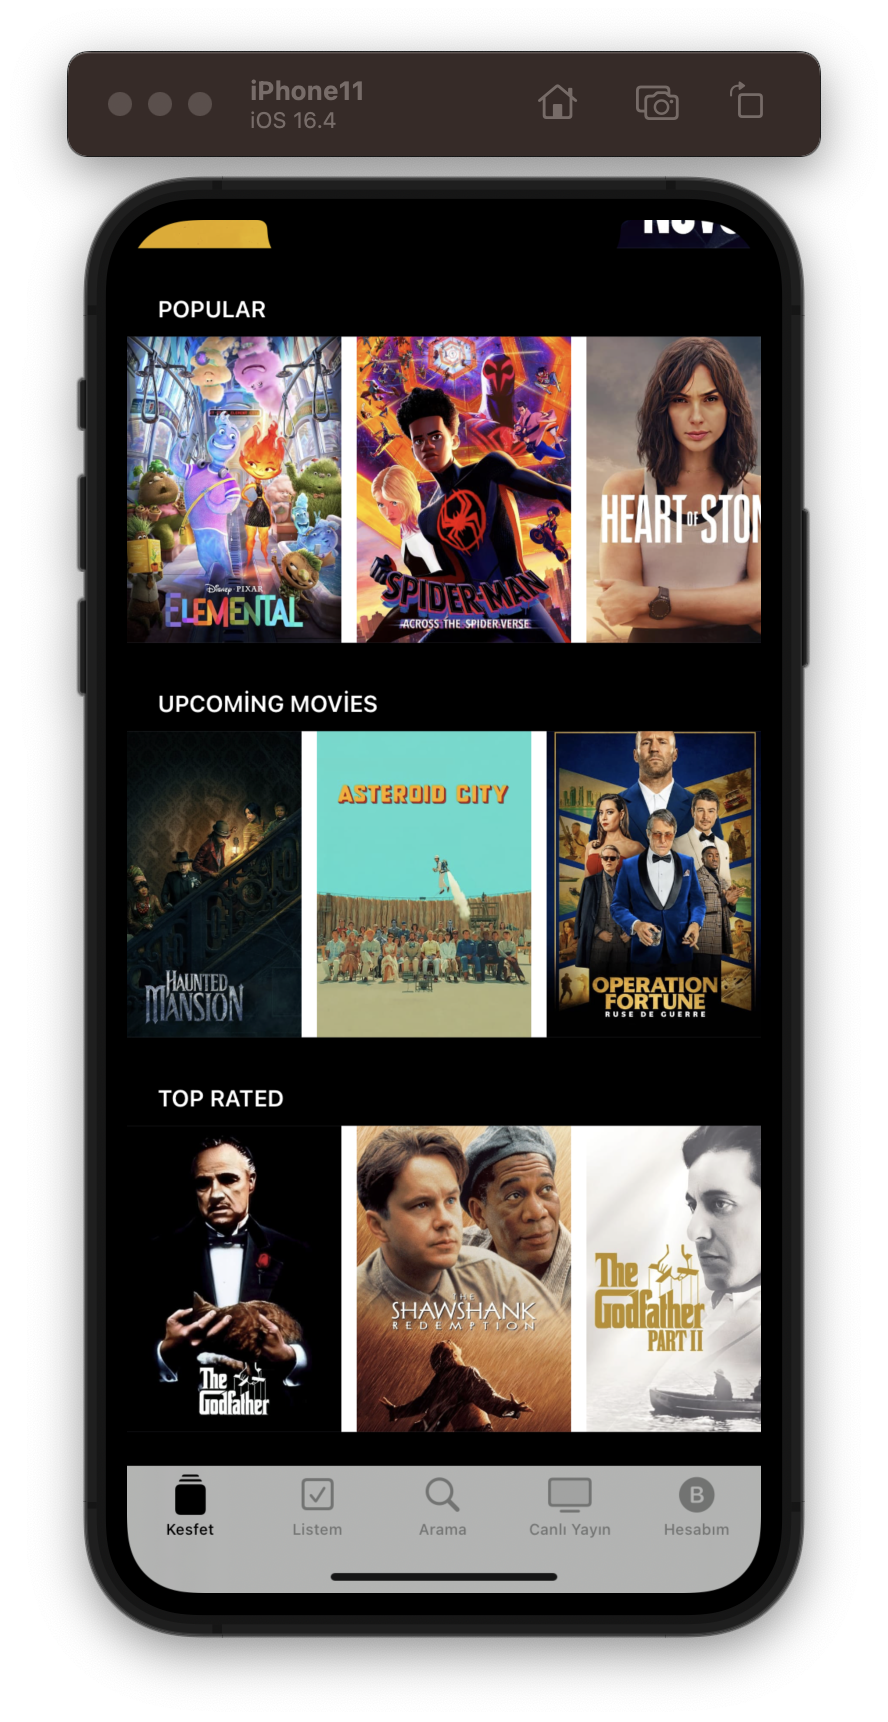 iPhone11
iOS 16.4
POPULAR
Disney · PIXAR
ELEMENTAL
SPIDER-MAN
ACROSS THE SPIDER-VERSE
HEART OF STON
UPCOMİNG MOVİES
HAUNTED
MANSION
ASTEROID CITY
OPERATION
FORTUNE
RUSE DE GUERRE
TOP RATED
The
Godfather
THE
SHAWSHANK
REDEMPTION
The
Godfather
PART II
Kesfet
Listem
Arama
Canlı Yayın
B
Hesabım